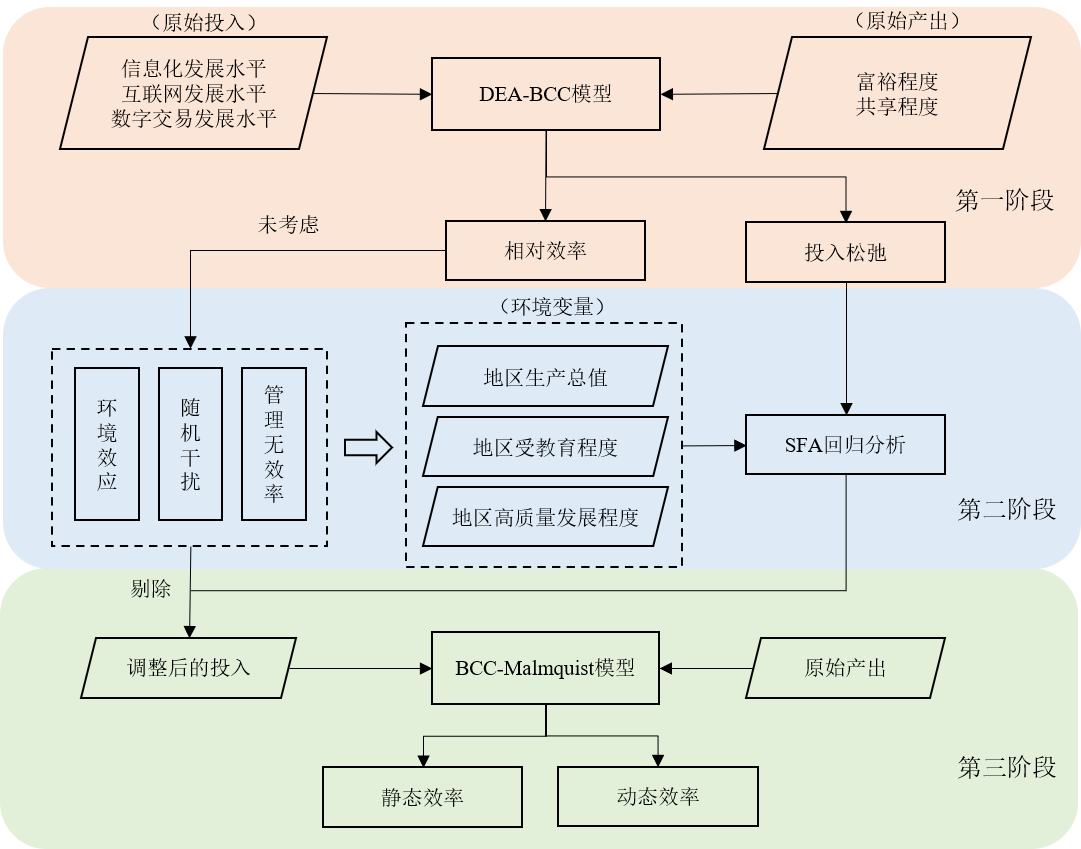 （原始投入）
（原始产出）
信息化发展水平
互联网发展水平
数字交易发展水平
DEA-BCC模型
富裕程度
共享程度
第一阶段
未考虑
相对效率
投入松弛
（环境变量）
环境效应
随机干扰
管理无效率
地区生产总值
地区受教育程度
地区高质量发展程度
SFA回归分析
第二阶段
剔除
调整后的投入
BCC-Malmquist模型
原始产出
第三阶段
静态效率
动态效率